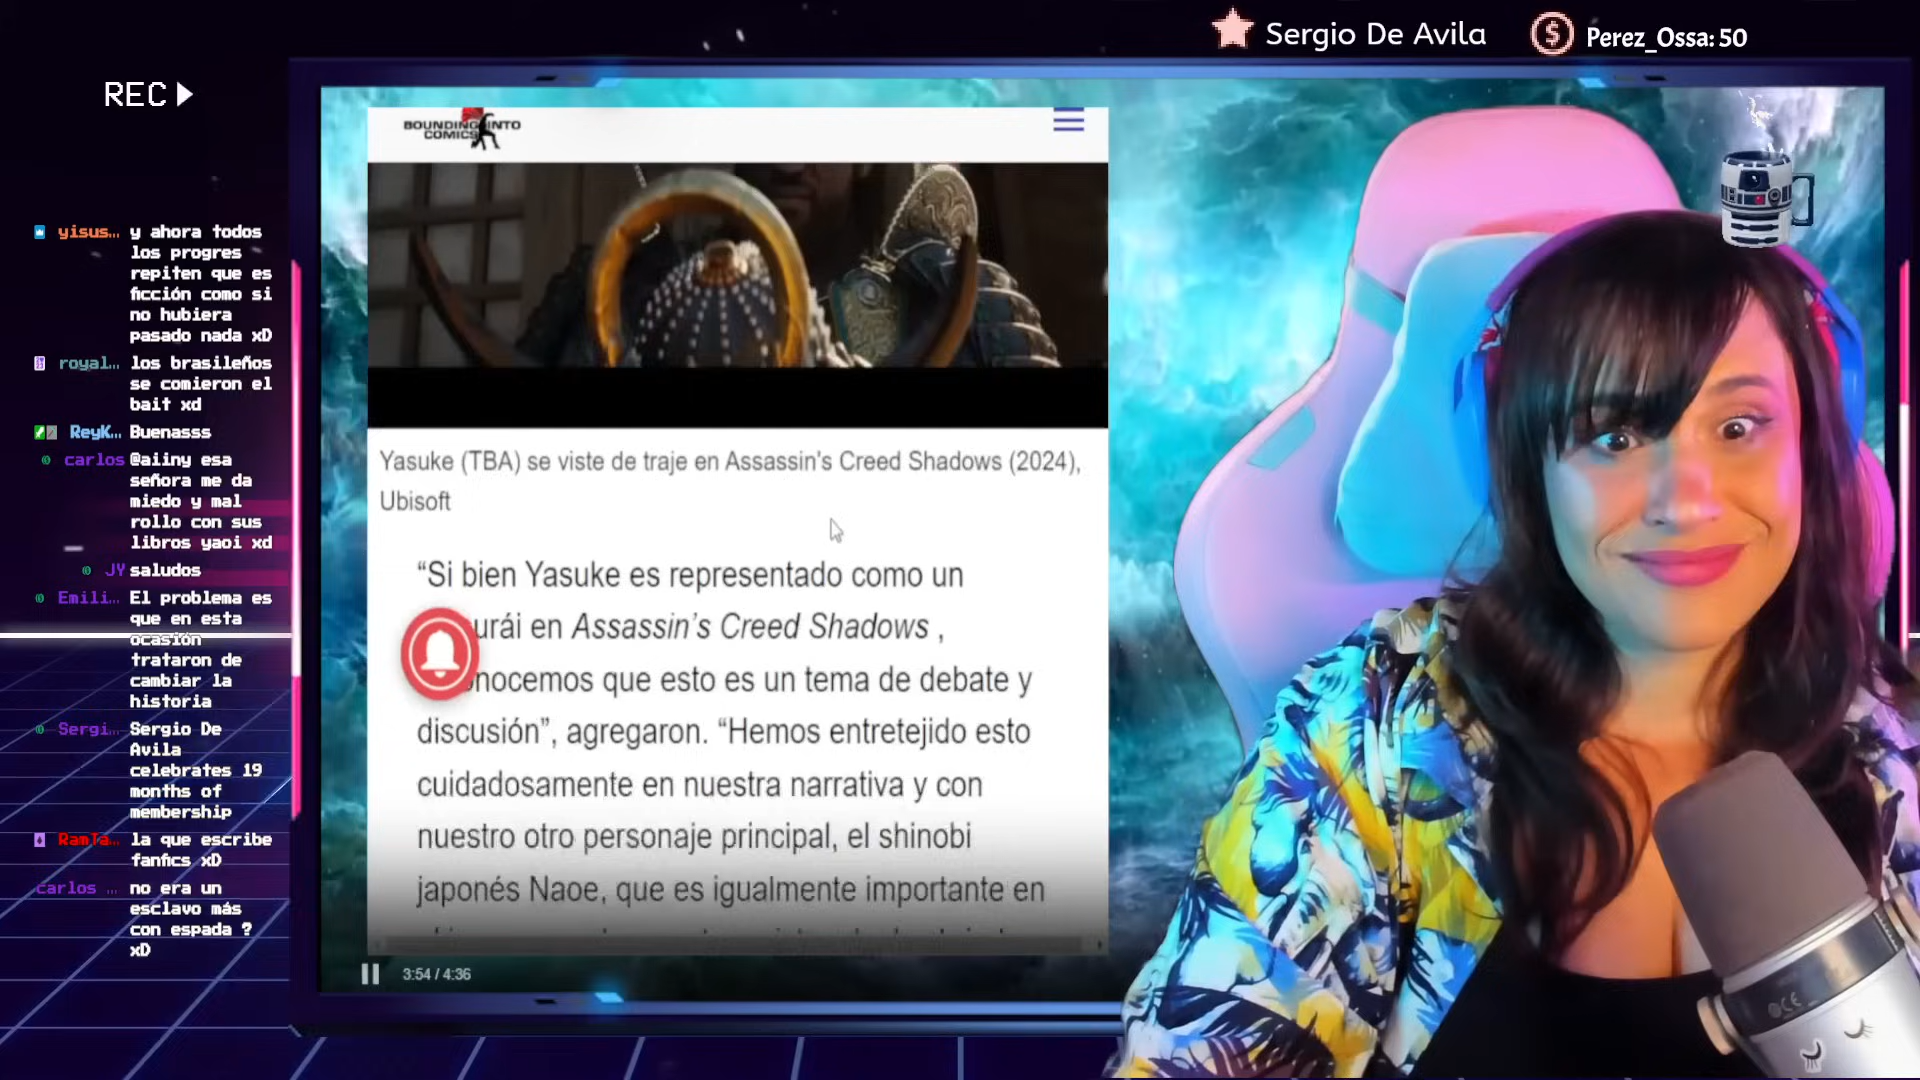 Sergio De Avila
Perez_Ossa: 50
REC
yisus... y ahora todos
los progres
repiten que es
ficción como si
no hubiera
pasado nada xD
royal... los brasileños
se comieron el
bait xd
ReyK... Buenasss
carlos @aiiny esa
señora me da
miedo y mal
rollo con sus
libros yaoi xd
JY saludos
Emili... El problema es
que en esta
ocasión
trataron de
cambiar la
historia
Sergi... Sergio De
Avila
celebrates 19
months of
membership
RamTa... la que escribe
fanfics xD
carlos ... no era un
esclavo más
con espada ?
xD
BOUNDING INTO
COMICS
Yasuke (TBA) se viste de traje en Assassin's Creed Shadows (2024),
Ubisoft
“Si bien Yasuke es representado como un
urái en Assassin’s Creed Shadows ,
nocemos que esto es un tema de debate y
discusión”, agregaron. “Hemos entretejido esto
cuidadosamente en nuestra narrativa y con
nuestro otro personaje principal, el shinobi
japonés Naoe, que es igualmente importante en
3:54 / 4:36